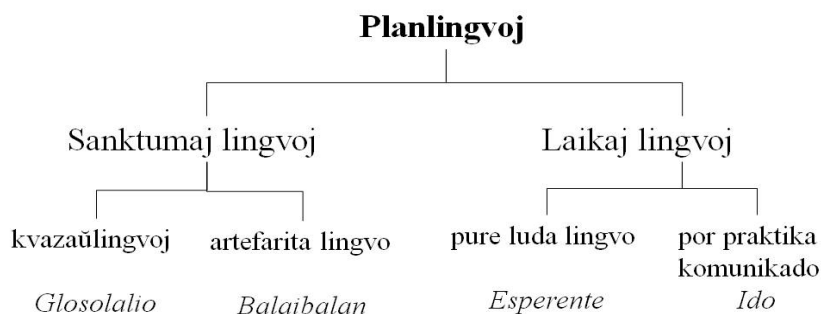 Planlingvoj
Sanktumaj lingvoj
Laikaj lingvoj
kvazaŭlingvoj
artefarita lingvo
pure luda lingvo
por praktika
komunikado
Glosolalio
Balaibalan
Esperente
Ido